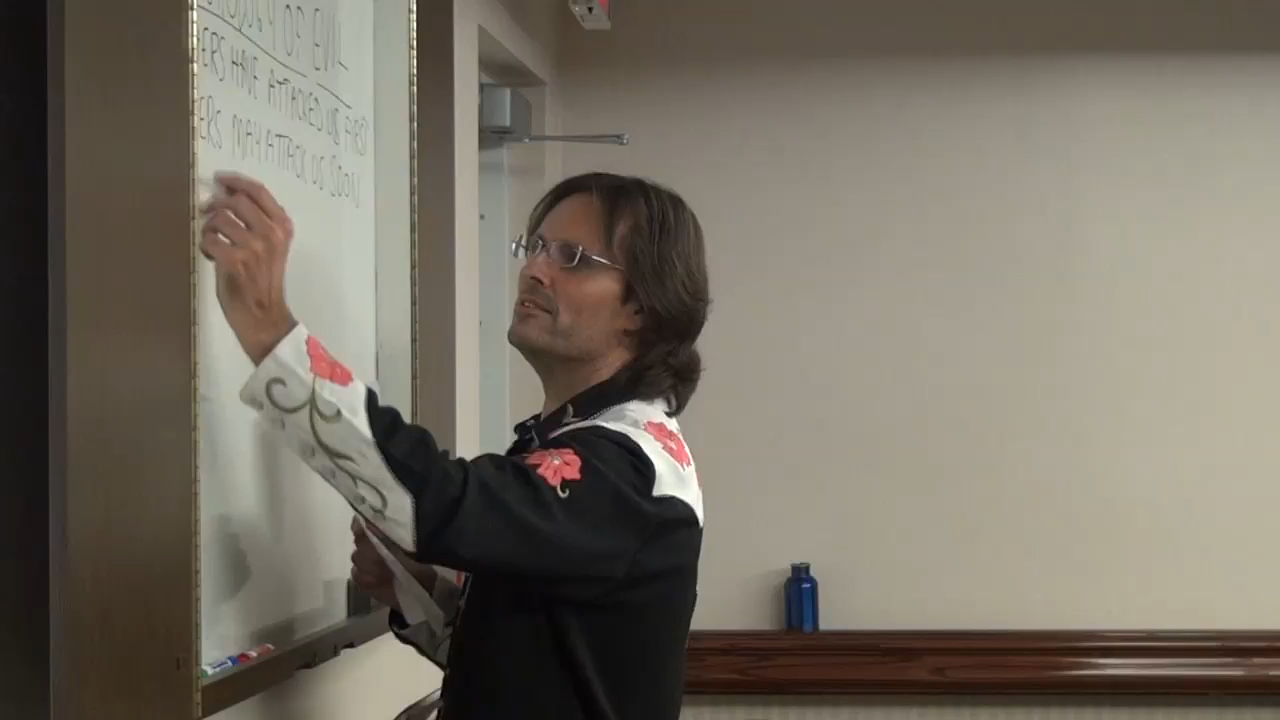 OF EVIL
ERS HAVE ATTACKED US FIRST
ERS MAY ATTACK US SOON